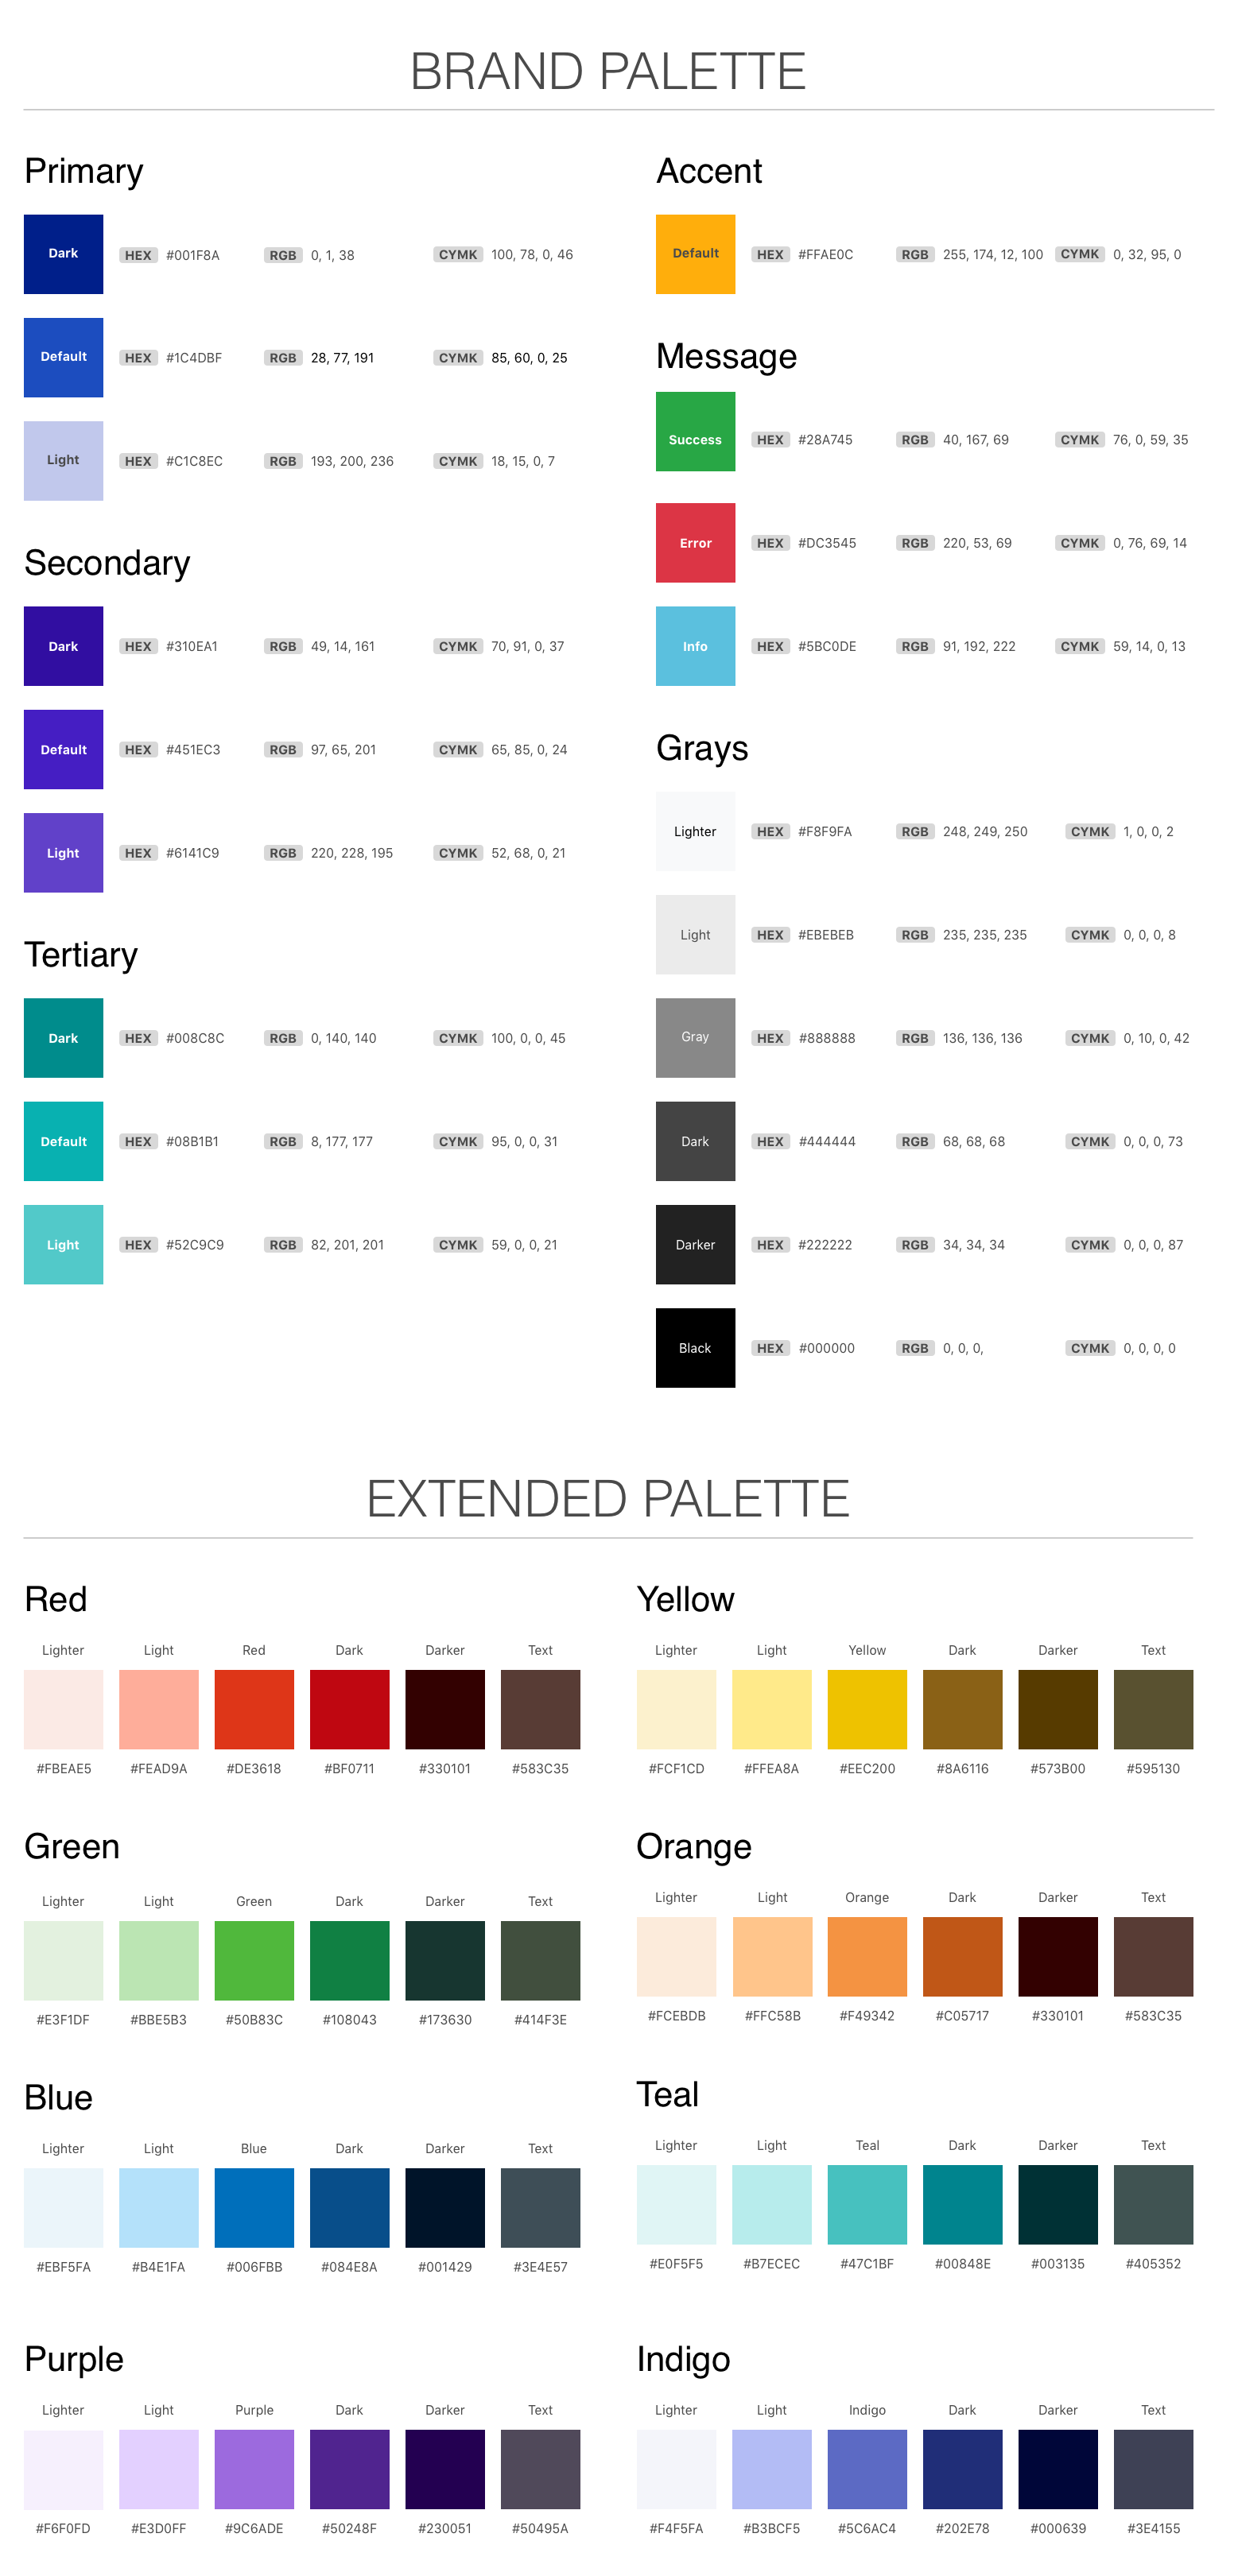 BRAND PALETTE
Primary
Dark HEX #001F8A RGB 0, 1, 38 CYMK 100, 78, 0, 46
Default HEX #1C4DBF RGB 28, 77, 191 CYMK 85, 60, 0, 25
Light HEX #C1C8EC RGB 193, 200, 236 CYMK 18, 15, 0, 7
Secondary
Dark HEX #310EA1 RGB 49, 14, 161 CYMK 70, 91, 0, 37
Default HEX #451EC3 RGB 97, 65, 201 CYMK 65, 85, 0, 24
Light HEX #6141C9 RGB 220, 228, 195 CYMK 52, 68, 0, 21
Tertiary
Dark HEX #008C8C RGB 0, 140, 140 CYMK 100, 0, 0, 45
Default HEX #08B1B1 RGB 8, 177, 177 CYMK 95, 0, 0, 31
Light HEX #52C9C9 RGB 82, 201, 201 CYMK 59, 0, 0, 21
Accent
Default HEX #FFAE0C RGB 255, 174, 12, 100 CYMK 0, 32, 95, 0
Message
Success HEX #28A745 RGB 40, 167, 69 CYMK 76, 0, 59, 35
Error HEX #DC3545 RGB 220, 53, 69 CYMK 0, 76, 69, 14
Info HEX #5BC0DE RGB 91, 192, 222 CYMK 59, 14, 0, 13
Grays
Lighter HEX #F8F9FA RGB 248, 249, 250 CYMK 1, 0, 0, 2
Light HEX #EBEBEB RGB 235, 235, 235 CYMK 0, 0, 0, 8
Gray HEX #888888 RGB 136, 136, 136 CYMK 0, 10, 0, 42
Dark HEX #444444 RGB 68, 68, 68 CYMK 0, 0, 0, 73
Darker HEX #222222 RGB 34, 34, 34 CYMK 0, 0, 0, 87
Black HEX #000000 RGB 0, 0, 0, CYMK 0, 0, 0, 0
EXTENDED PALETTE
Red
Lighter Light Red Dark Darker Text
#FBEAE5 #FEAD9A #DE3618 #BF0711 #330101 #583C35
Yellow
Lighter Light Yellow Dark Darker Text
#FCF1CD #FFEA8A #EEC200 #8A6116 #573B00 #595130
Green
Lighter Light Green Dark Darker Text
#E3F1DF #BBE5B3 #50B83C #108043 #173630 #414F3E
Orange
Lighter Light Orange Dark Darker Text
#FCEBDB #FFC58B #F49342 #C05717 #330101 #583C35
Blue
Lighter Light Blue Dark Darker Text
#EBF5FA #B4E1FA #006FBB #084E8A #001429 #3E4E57
Teal
Lighter Light Teal Dark Darker Text
#E0F5F5 #B7ECEC #47C1BF #00848E #003135 #405352
Purple
Lighter Light Purple Dark Darker Text
#F6F0FD #E3D0FF #9C6ADE #50248F #230051 #50495A
Indigo
Lighter Light Indigo Dark Darker Text
#F4F5FA #B3BCF5 #5C6AC4 #202E78 #000639 #3E4155